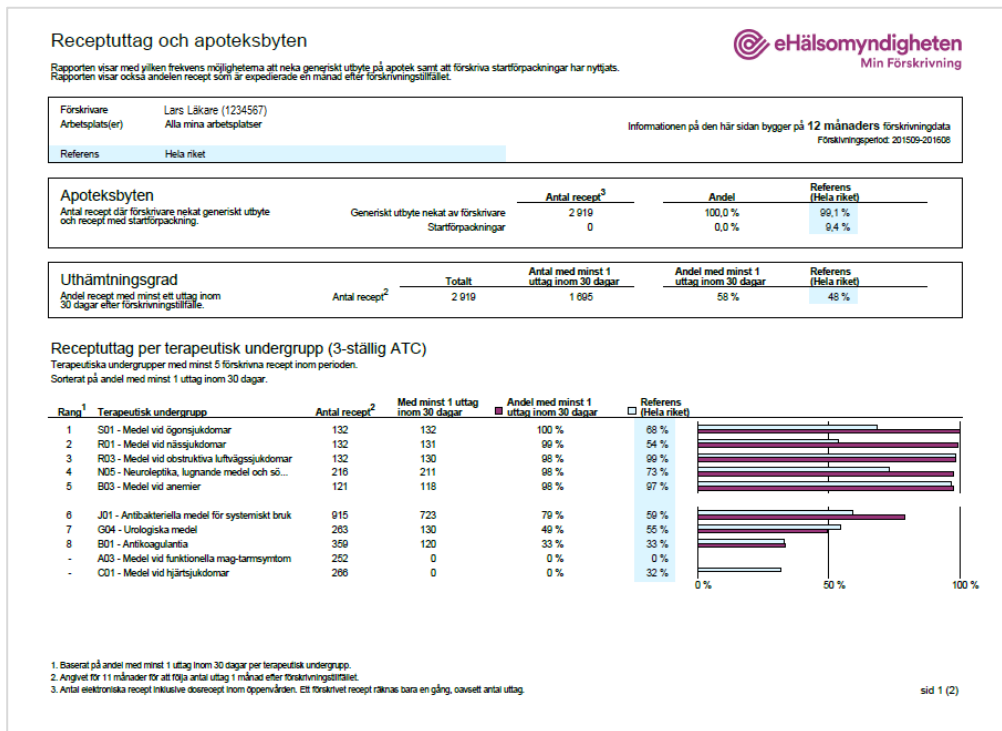 Receptuttag och apoteksbyten
eHälsomyndigheten
Min Förskrivning
Rapporten visar med vilken frekvens möjligheterna att neka generiskt utbyte på apotek samt att förskriva startförpackningar har nyttjats.
Rapporten visar också andelen recept som är expedierade en månad efter förskrivningstillfället.
Förskrivare Lars Läkare (1234567)
Arbetsplats(er) Alla mina arbetsplatser
Informationen på den här sidan bygger på 12 månaders förskrivningdata
Förskivningsperiod: 201509-201608
Referens Hela riket
Apoteksbyten
Antal recept där förskrivare nekat generiskt utbyte
och recept med startförpackning.
Antal recept3 Andel Referens (Hela riket)
Generiskt utbyte nekat av förskrivare 2 919 100,0 % 99,1 %
Startförpackningar 0 0,0 % 9,4 %
Uthämtningsgrad
Andel recept med minst ett uttag inom
30 dagar efter förskrivningstillfälle.
Totalt Antal med minst 1 uttag inom 30 dagar Andel med minst 1 uttag inom 30 dagar Referens (Hela riket)
Antal recept2 2 919 1 695 58 % 48 %
Receptuttag per terapeutisk undergrupp (3-ställig ATC)
Terapeutiska undergrupper med minst 5 förskrivna recept inom perioden.
Sorterat på andel med minst 1 uttag inom 30 dagar.
Rang1 Terapeutisk undergrupp Antal recept2 Med minst 1 uttag inom 30 dagar Andel med minst 1 uttag inom 30 dagar Referens (Hela riket)
1 S01 - Medel vid ögonsjukdomar 132 132 100 % 68 %
2 R01 - Medel vid nässjukdomar 132 131 99 % 54 %
3 R03 - Medel vid obstruktiva luftvägssjukdomar 132 130 98 % 99 %
4 N05 - Neuroleptika, lugnande medel och sö... 216 211 98 % 73 %
5 B03 - Medel vid anemier 121 118 98 % 97 %
6 J01 - Antibakteriella medel för systemiskt bruk 915 723 79 % 59 %
7 G04 - Urologiska medel 263 130 49 % 55 %
8 B01 - Antikoagulantia 359 120 33 % 33 %
- A03 - Medel vid funktionella mag-tarmsymtom 252 0 0 % 0 %
- C01 - Medel vid hjärtsjukdomar 266 0 0 % 32 %
0 % 50 % 100 %
1. Baserat på andel med minst 1 uttag inom 30 dagar per terapeutisk undergrupp.
2. Angivet för 11 månader för att följa antal uttag 1 månad efter förskrivningstillfället.
3. Antal elektroniska recept inklusive dosrecept inom öppenvården. Ett förskrivet recept räknas bara en gång, oavsett antal uttag.
sid 1 (2)